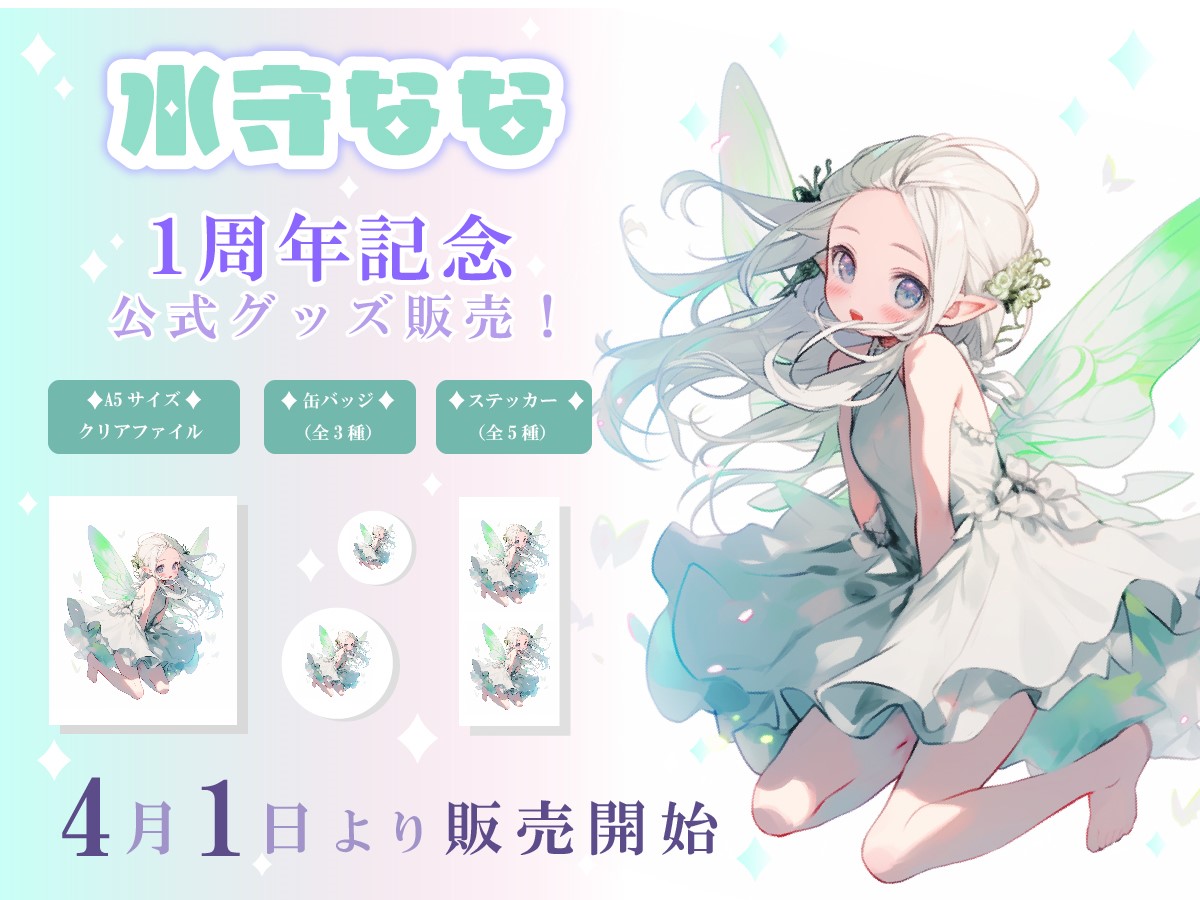 水守なな
1周年記念
公式グッズ販売！
✦A5サイズ✦
クリアファイル
✦缶バッジ✦
（全3種）
✦ステッカー✦
（全5種）
4月1日より販売開始